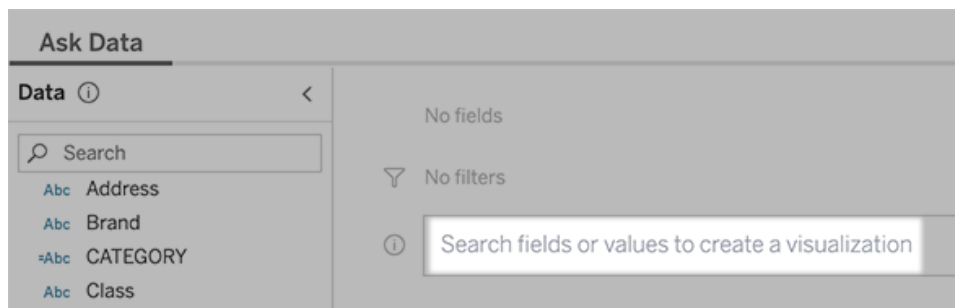 Ask Data
Data
Search
Abc Address
Abc Brand
=Abc CATEGORY
Abc Class
No fields
No filters
Search fields or values to create a visualization